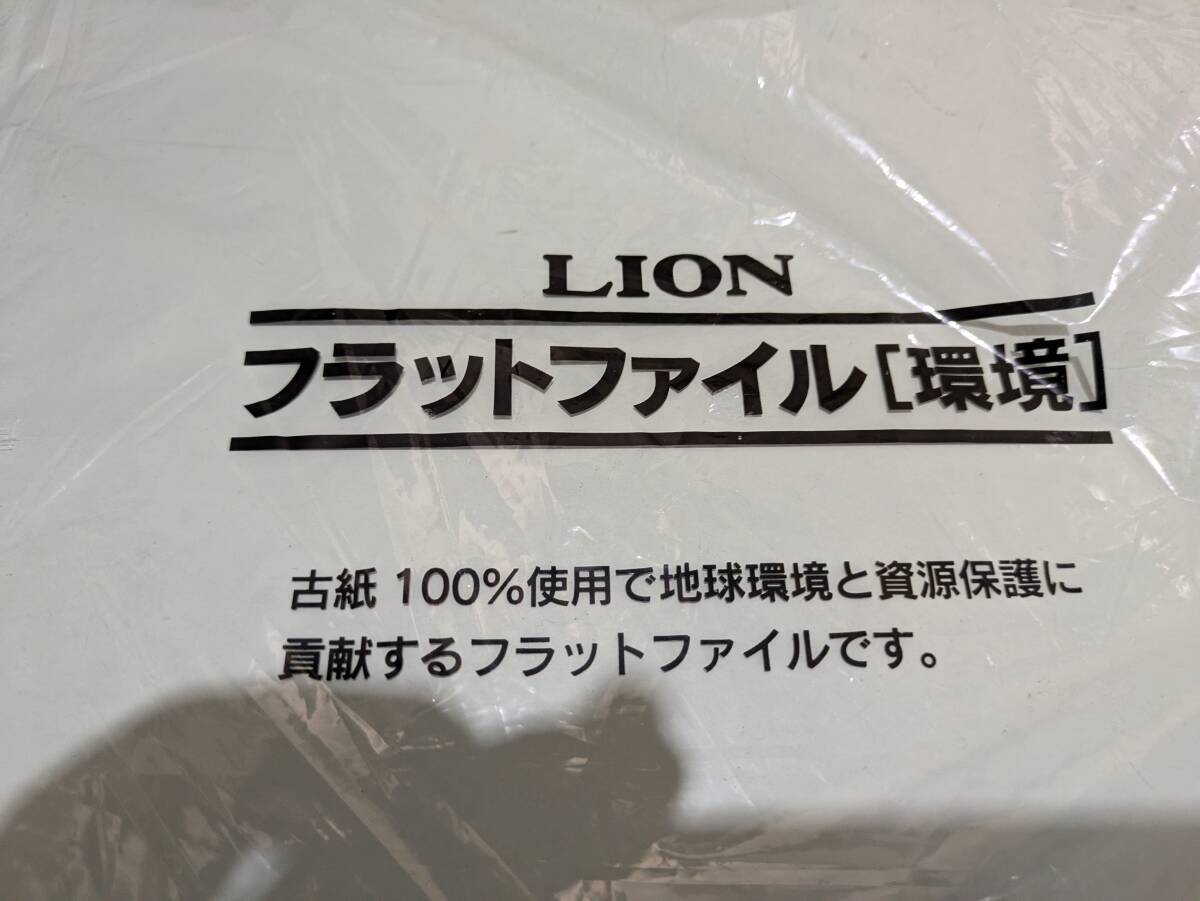 LION
フラットファイル[環境]
古紙 100%使用で地球環境と資源保護に
貢献するフラットファイルです。